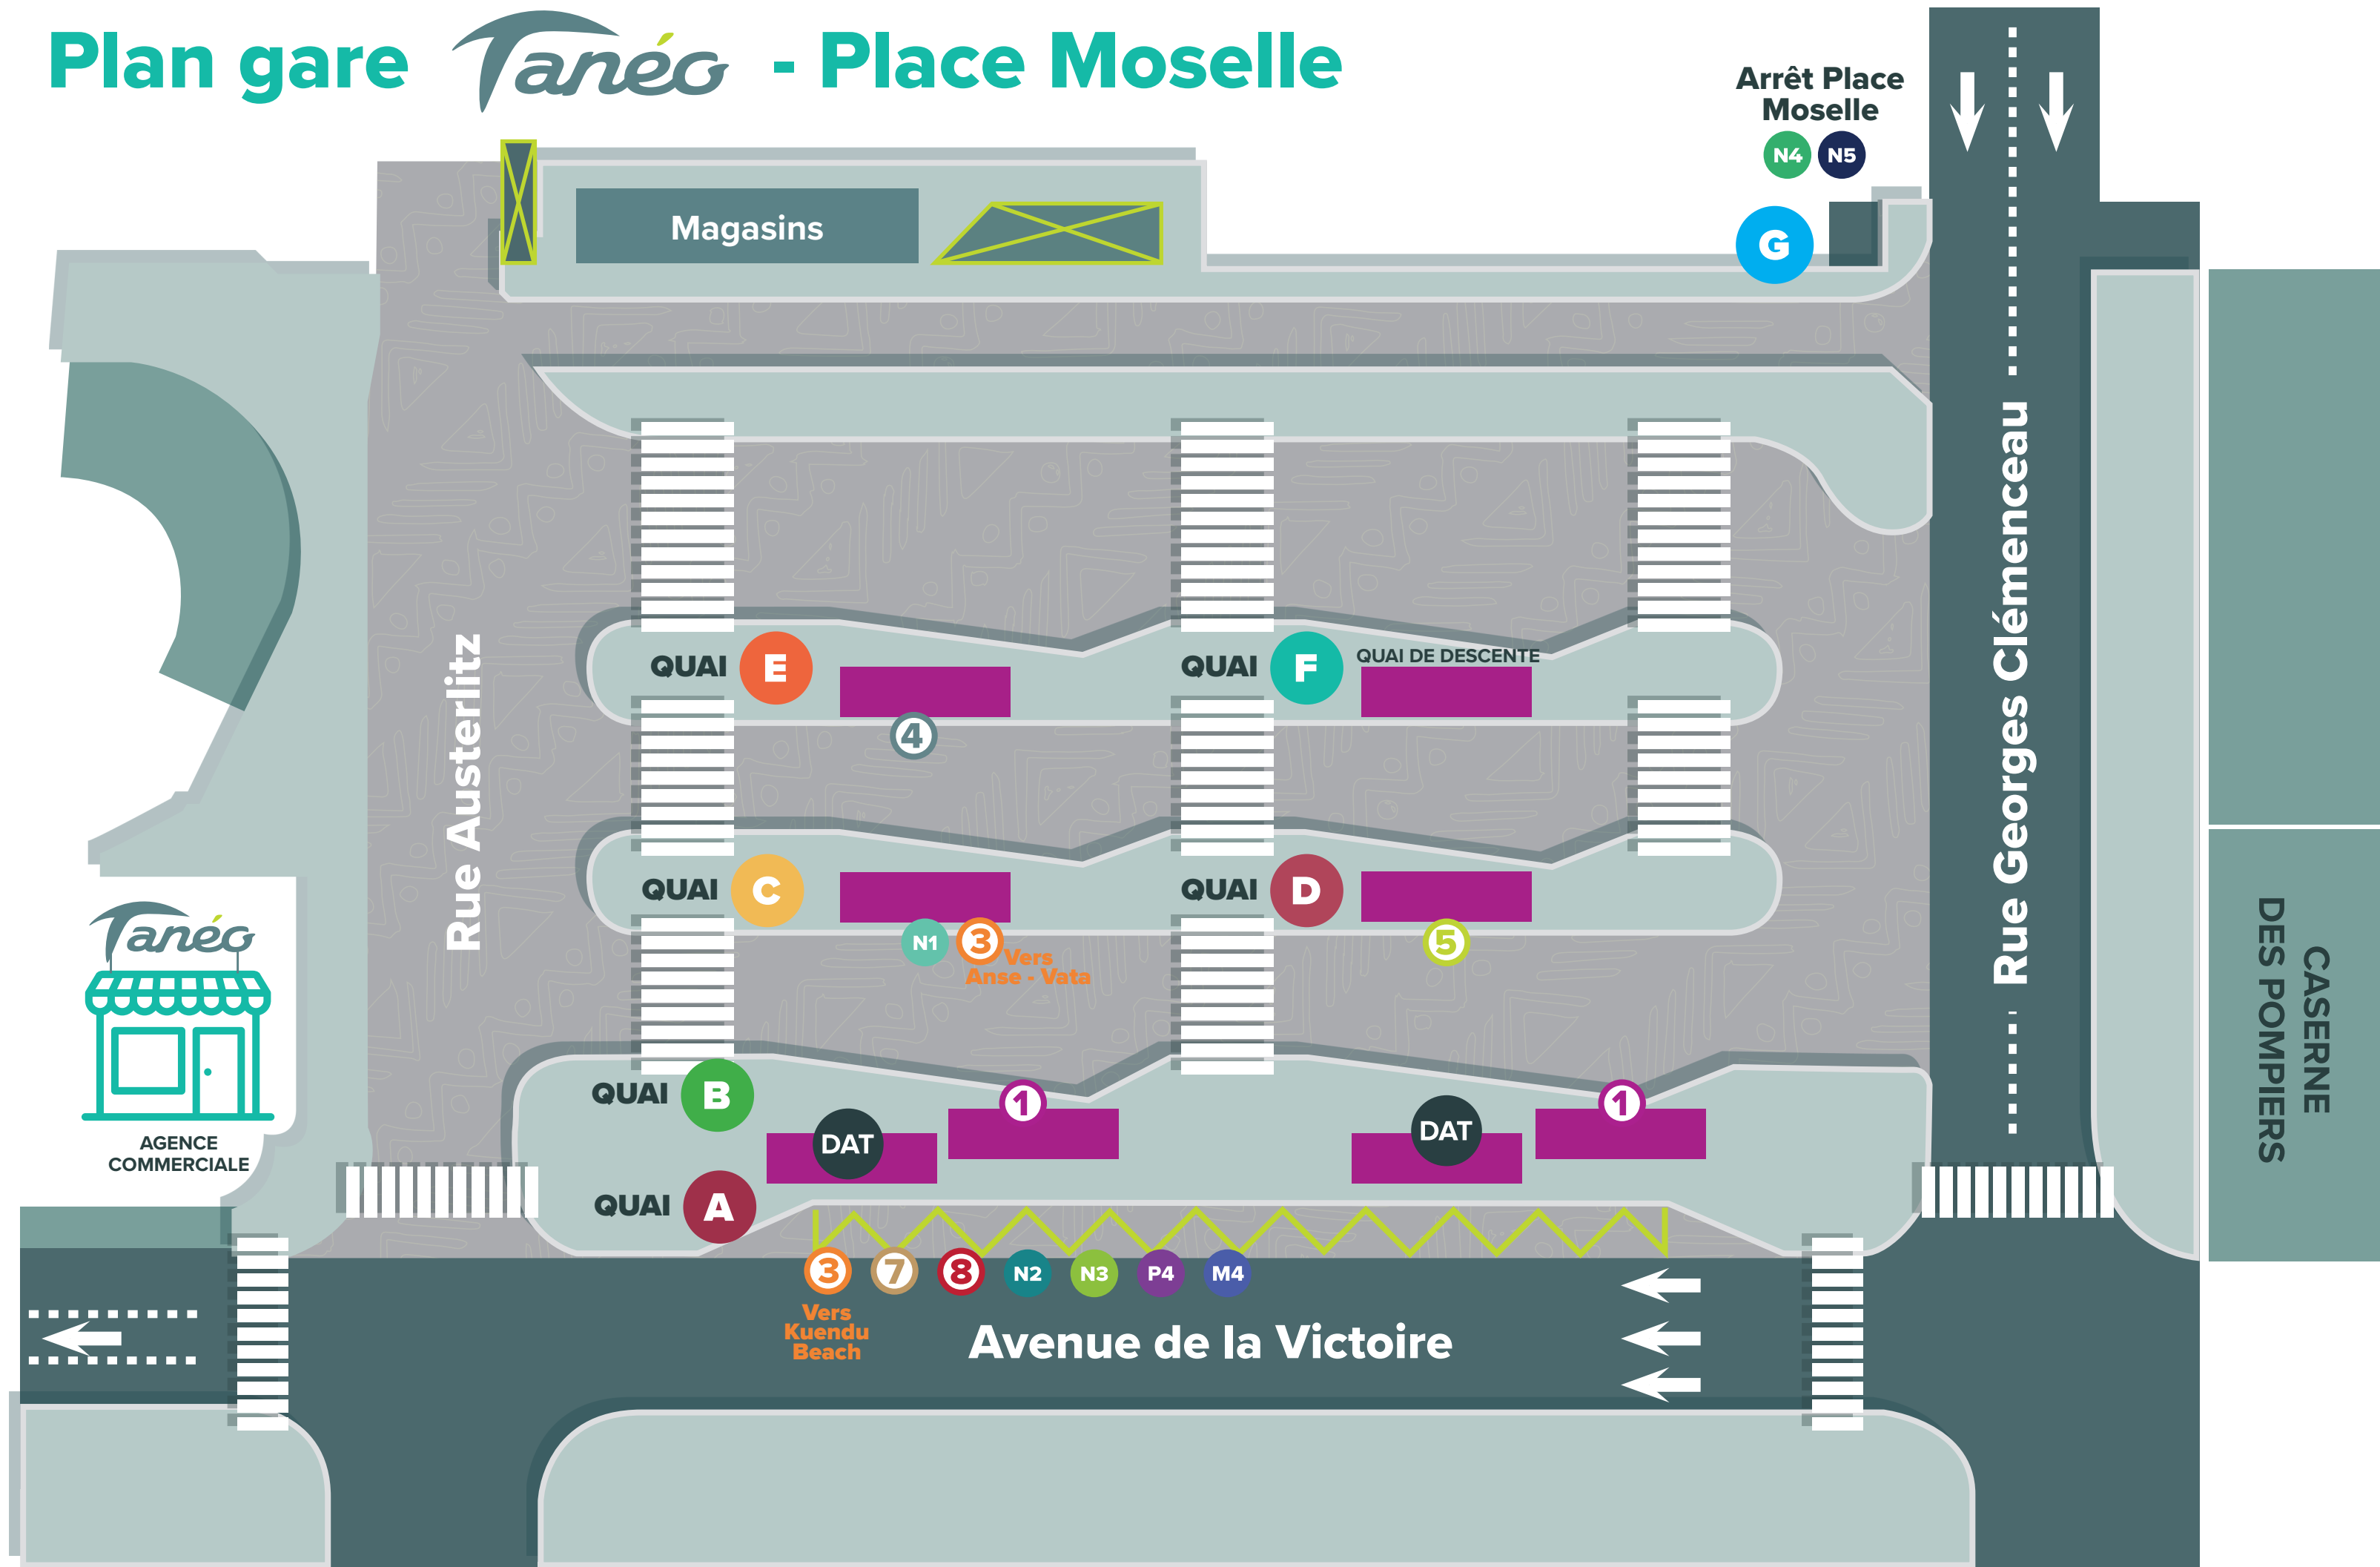 Plan gare Tanéo - Place Moselle
Arrêt Place
Moselle
N4 N5
G
Magasins
Rue Georges Clémenceau
Rue Austerlitz
QUAI E
4
QUAI F
QUAI DE DESCENTE
QUAI C
N1 3
Vers
Anse - Vata
QUAI D
5
CASERNE
DES POMPIERS
Tanéo
AGENCE
COMMERCIALE
QUAI B
1
DAT
DAT
1
QUAI A
3 7 8 N2 N3 P4 M4
Vers
Kuendu
Beach
Avenue de la Victoire